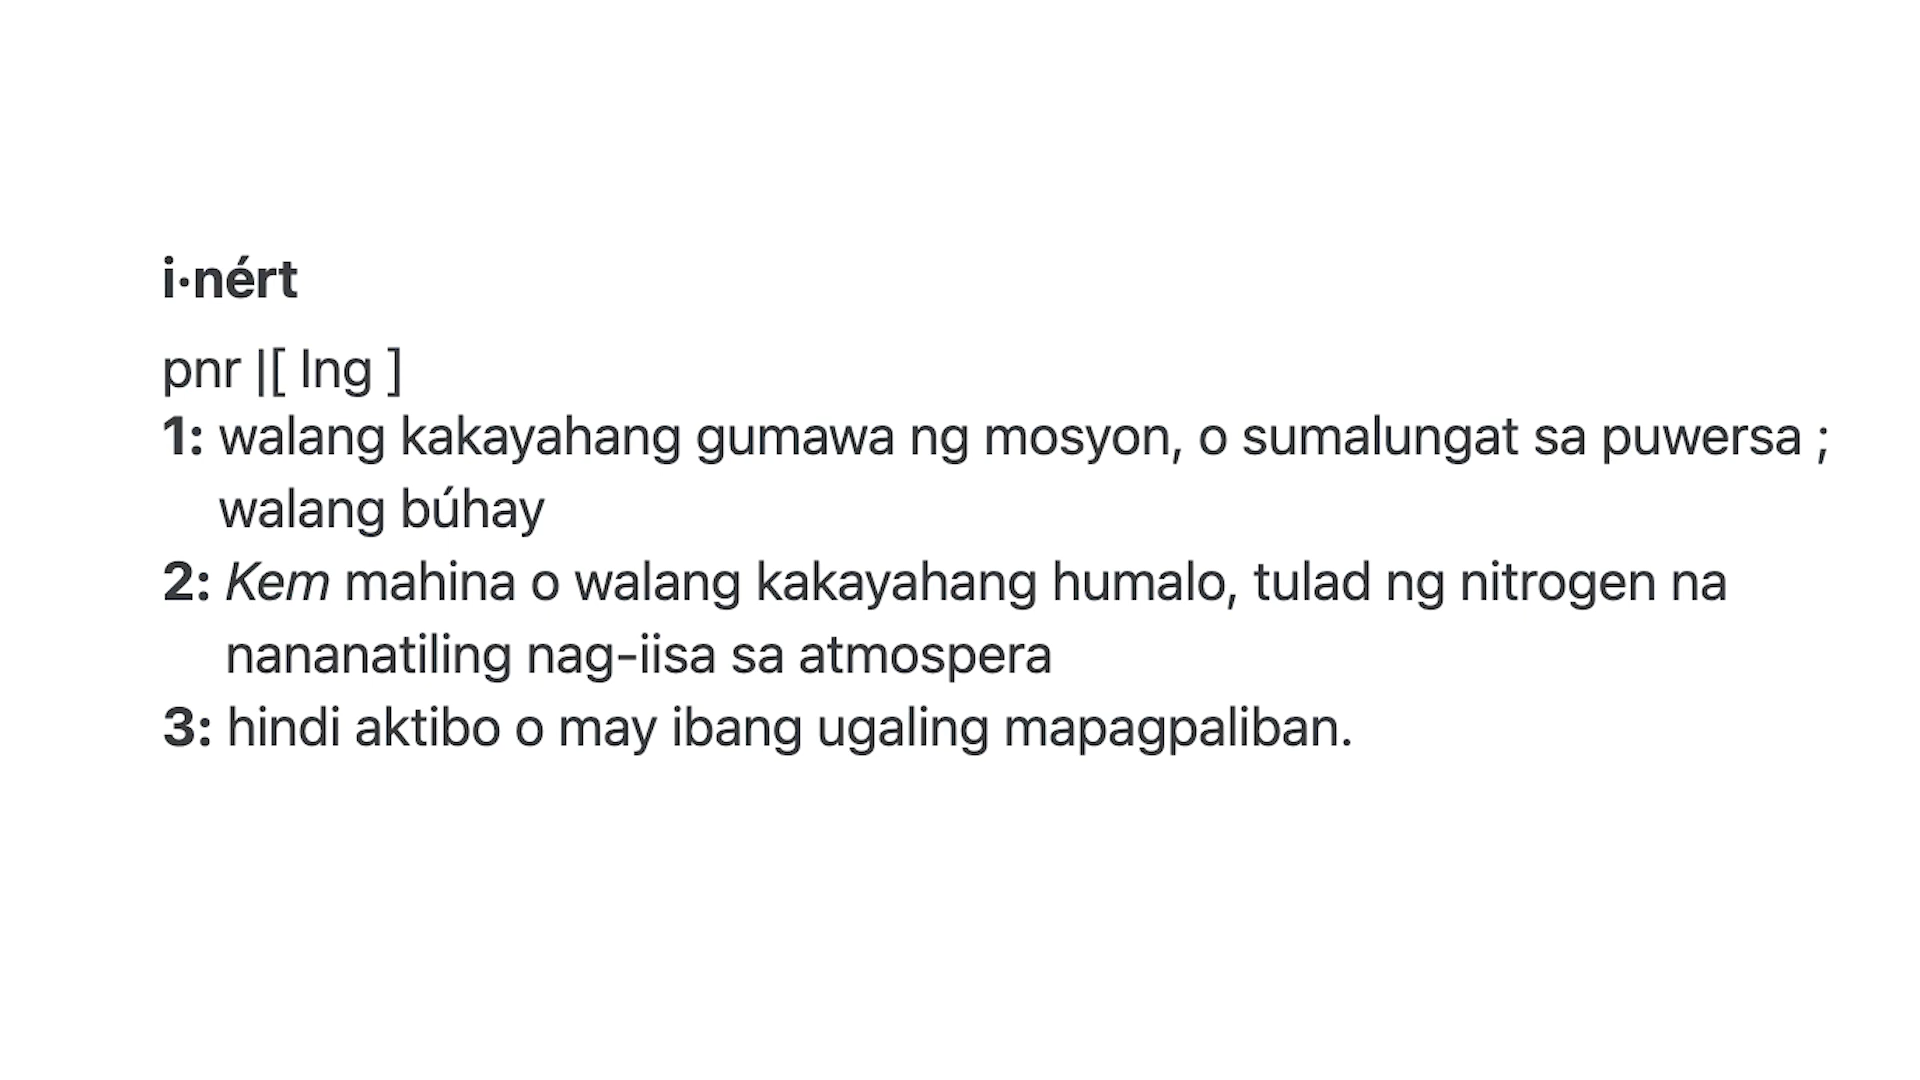 i·nért
pnr |[ Ing ]
1: walang kakayahang gumawa ng mosyon, o sumalungat sa puwersa ;
walang búhay
2: Kem mahina o walang kakayahang humalo, tulad ng nitrogen na
nananatiling nag-iisa sa atmospera
3: hindi aktibo o may ibang ugaling mapagpaliban.